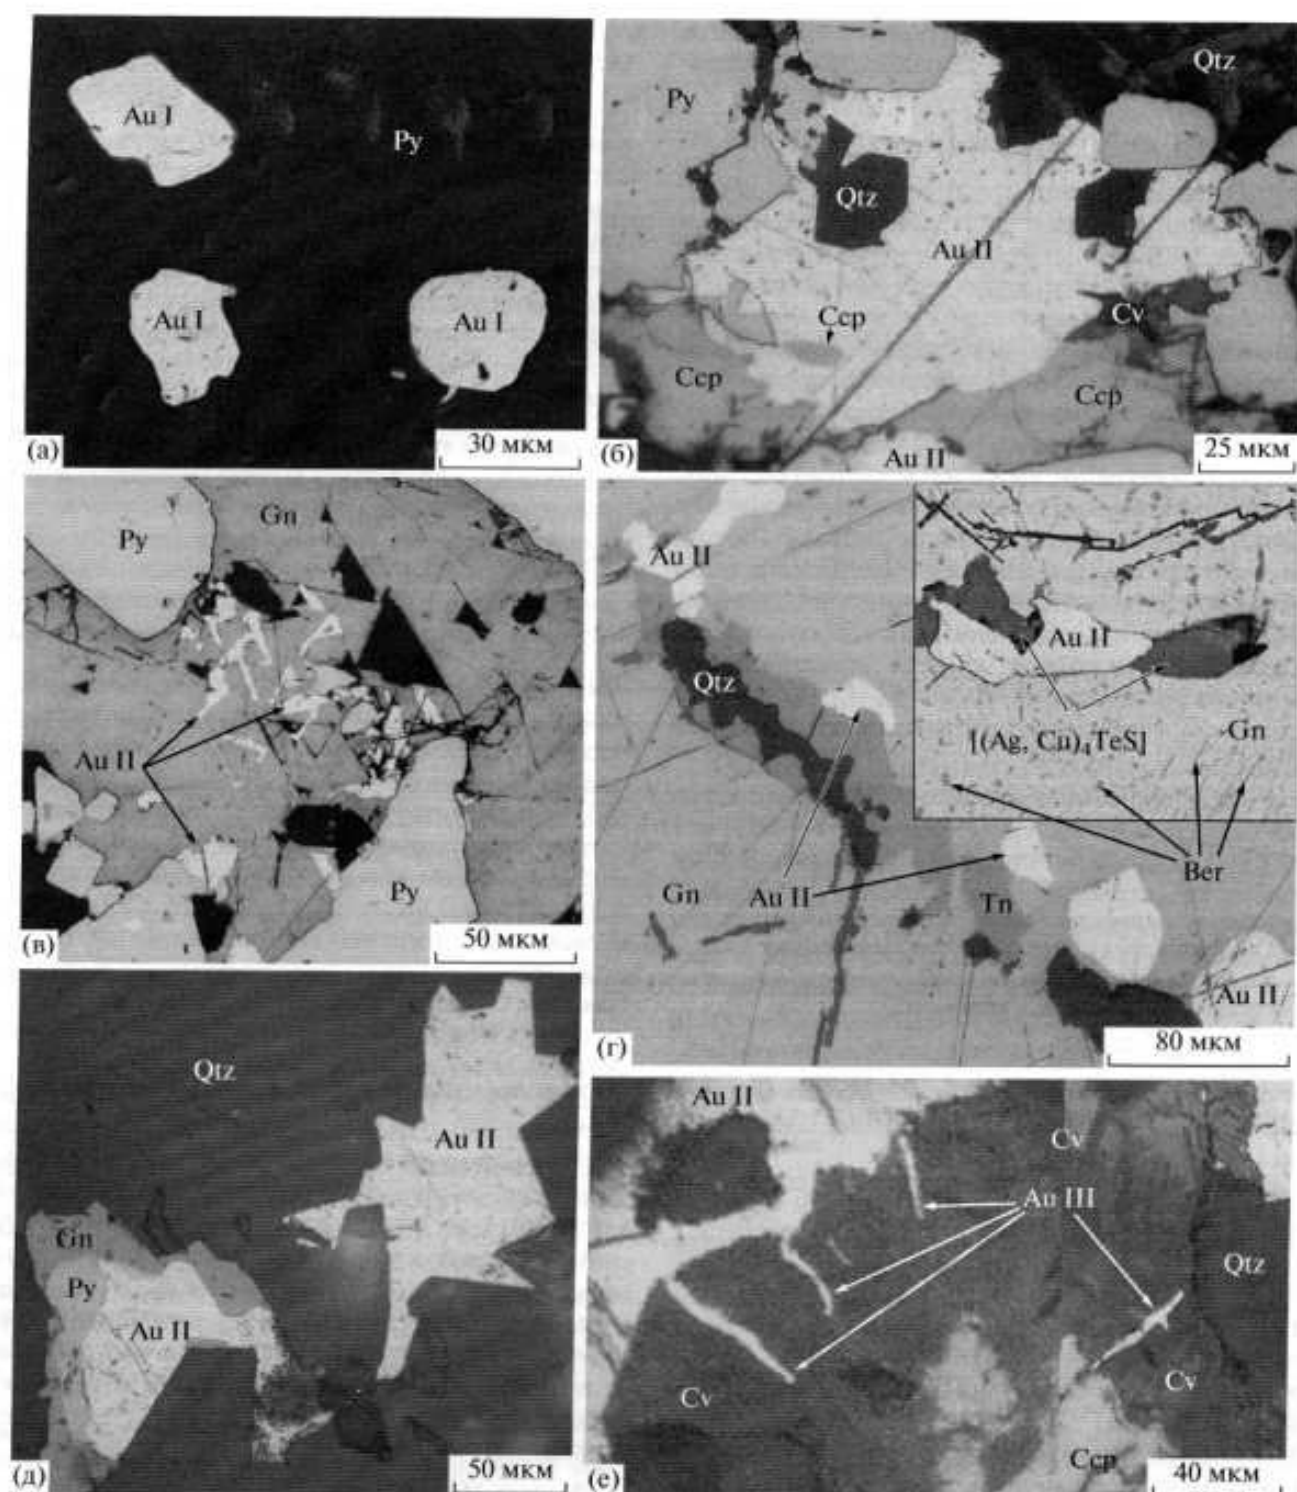 Au I
Py
Au I
Au I
(а)
30 мкм
Qtz
Py
Qtz
Au II
Ccp
Cv
Ccp
Ccp
Au II
(б)
25 мкм
Gn
Py
Au II
Py
(в)
50 мкм
Au II
Au II
Qtz
[(Ag, Cu)₄TeS]
Gn
Ber
Gn
Au II
Tn
Au II
(г)
80 мкм
Qtz
Au II
Gn
Py
Au II
(д)
50 мкм
Au II
Cv
Au III
Qtz
Cv
Cv
Ccp
(е)
40 мкм